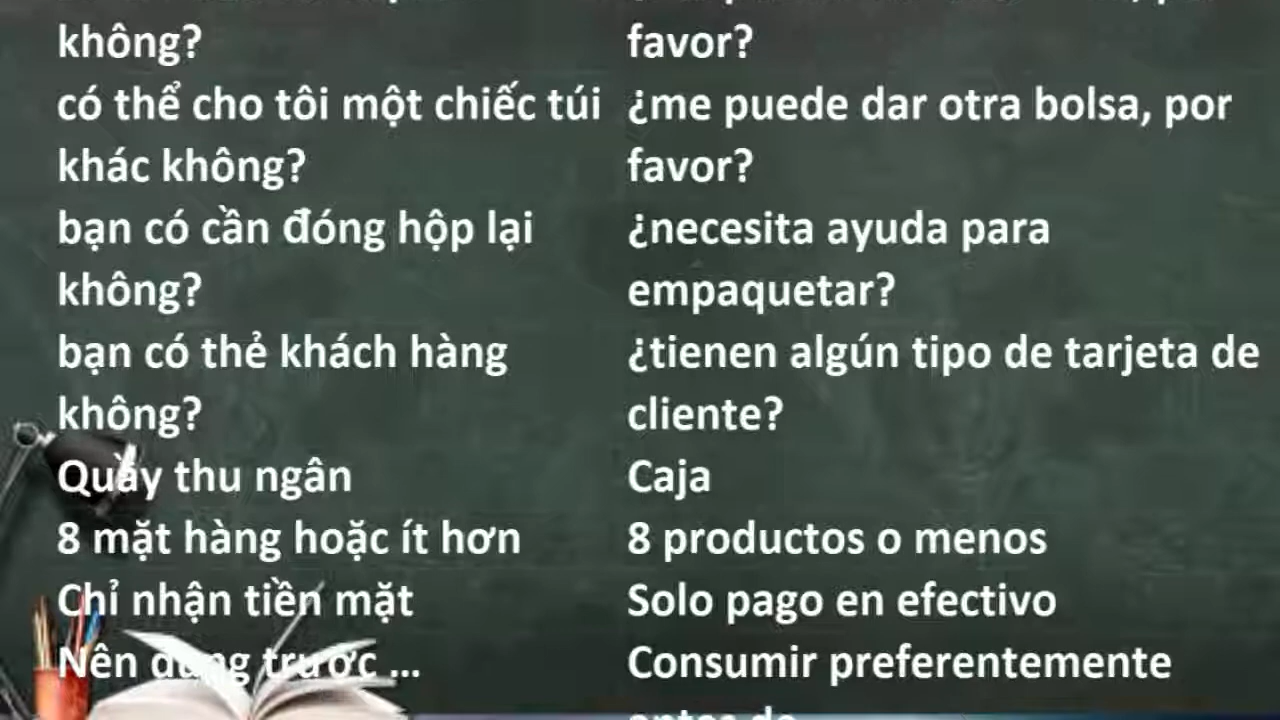 không?
favor?
có thể cho tôi một chiếc túi
¿me puede dar otra bolsa, por
khác không?
favor?
bạn có cần đóng hộp lại
¿necesita ayuda para
không?
empaquetar?
bạn có thẻ khách hàng
¿tienen algún tipo de tarjeta de
không?
cliente?
Quầy thu ngân
Caja
8 mặt hàng hoặc ít hơn
8 productos o menos
Chỉ nhận tiền mặt
Solo pago en efectivo
Nên dùng trước ...
Consumir preferentemente